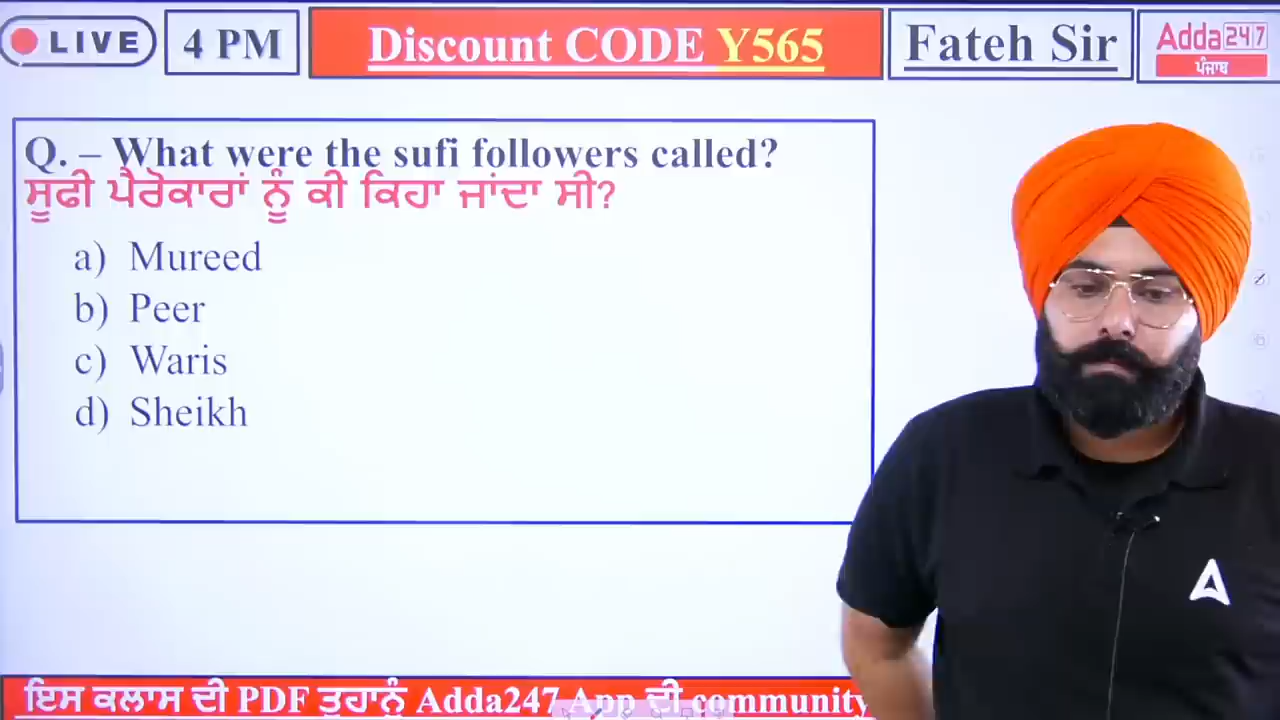 LIVE
4 PM
Discount CODE Y565
Fateh Sir
Adda247
ਪੰਜਾਬ
Q. – What were the sufi followers called?
ਸੂਫੀ ਪੈਰੋਕਾਰਾਂ ਨੂੰ ਕੀ ਕਿਹਾ ਜਾਂਦਾ ਸੀ?
a) Mureed
b) Peer
c) Waris
d) Sheikh
ਇਸ ਕਲਾਸ ਦੀ PDF ਤੁਹਾਨੂੰ Adda247 App ਦੀ community